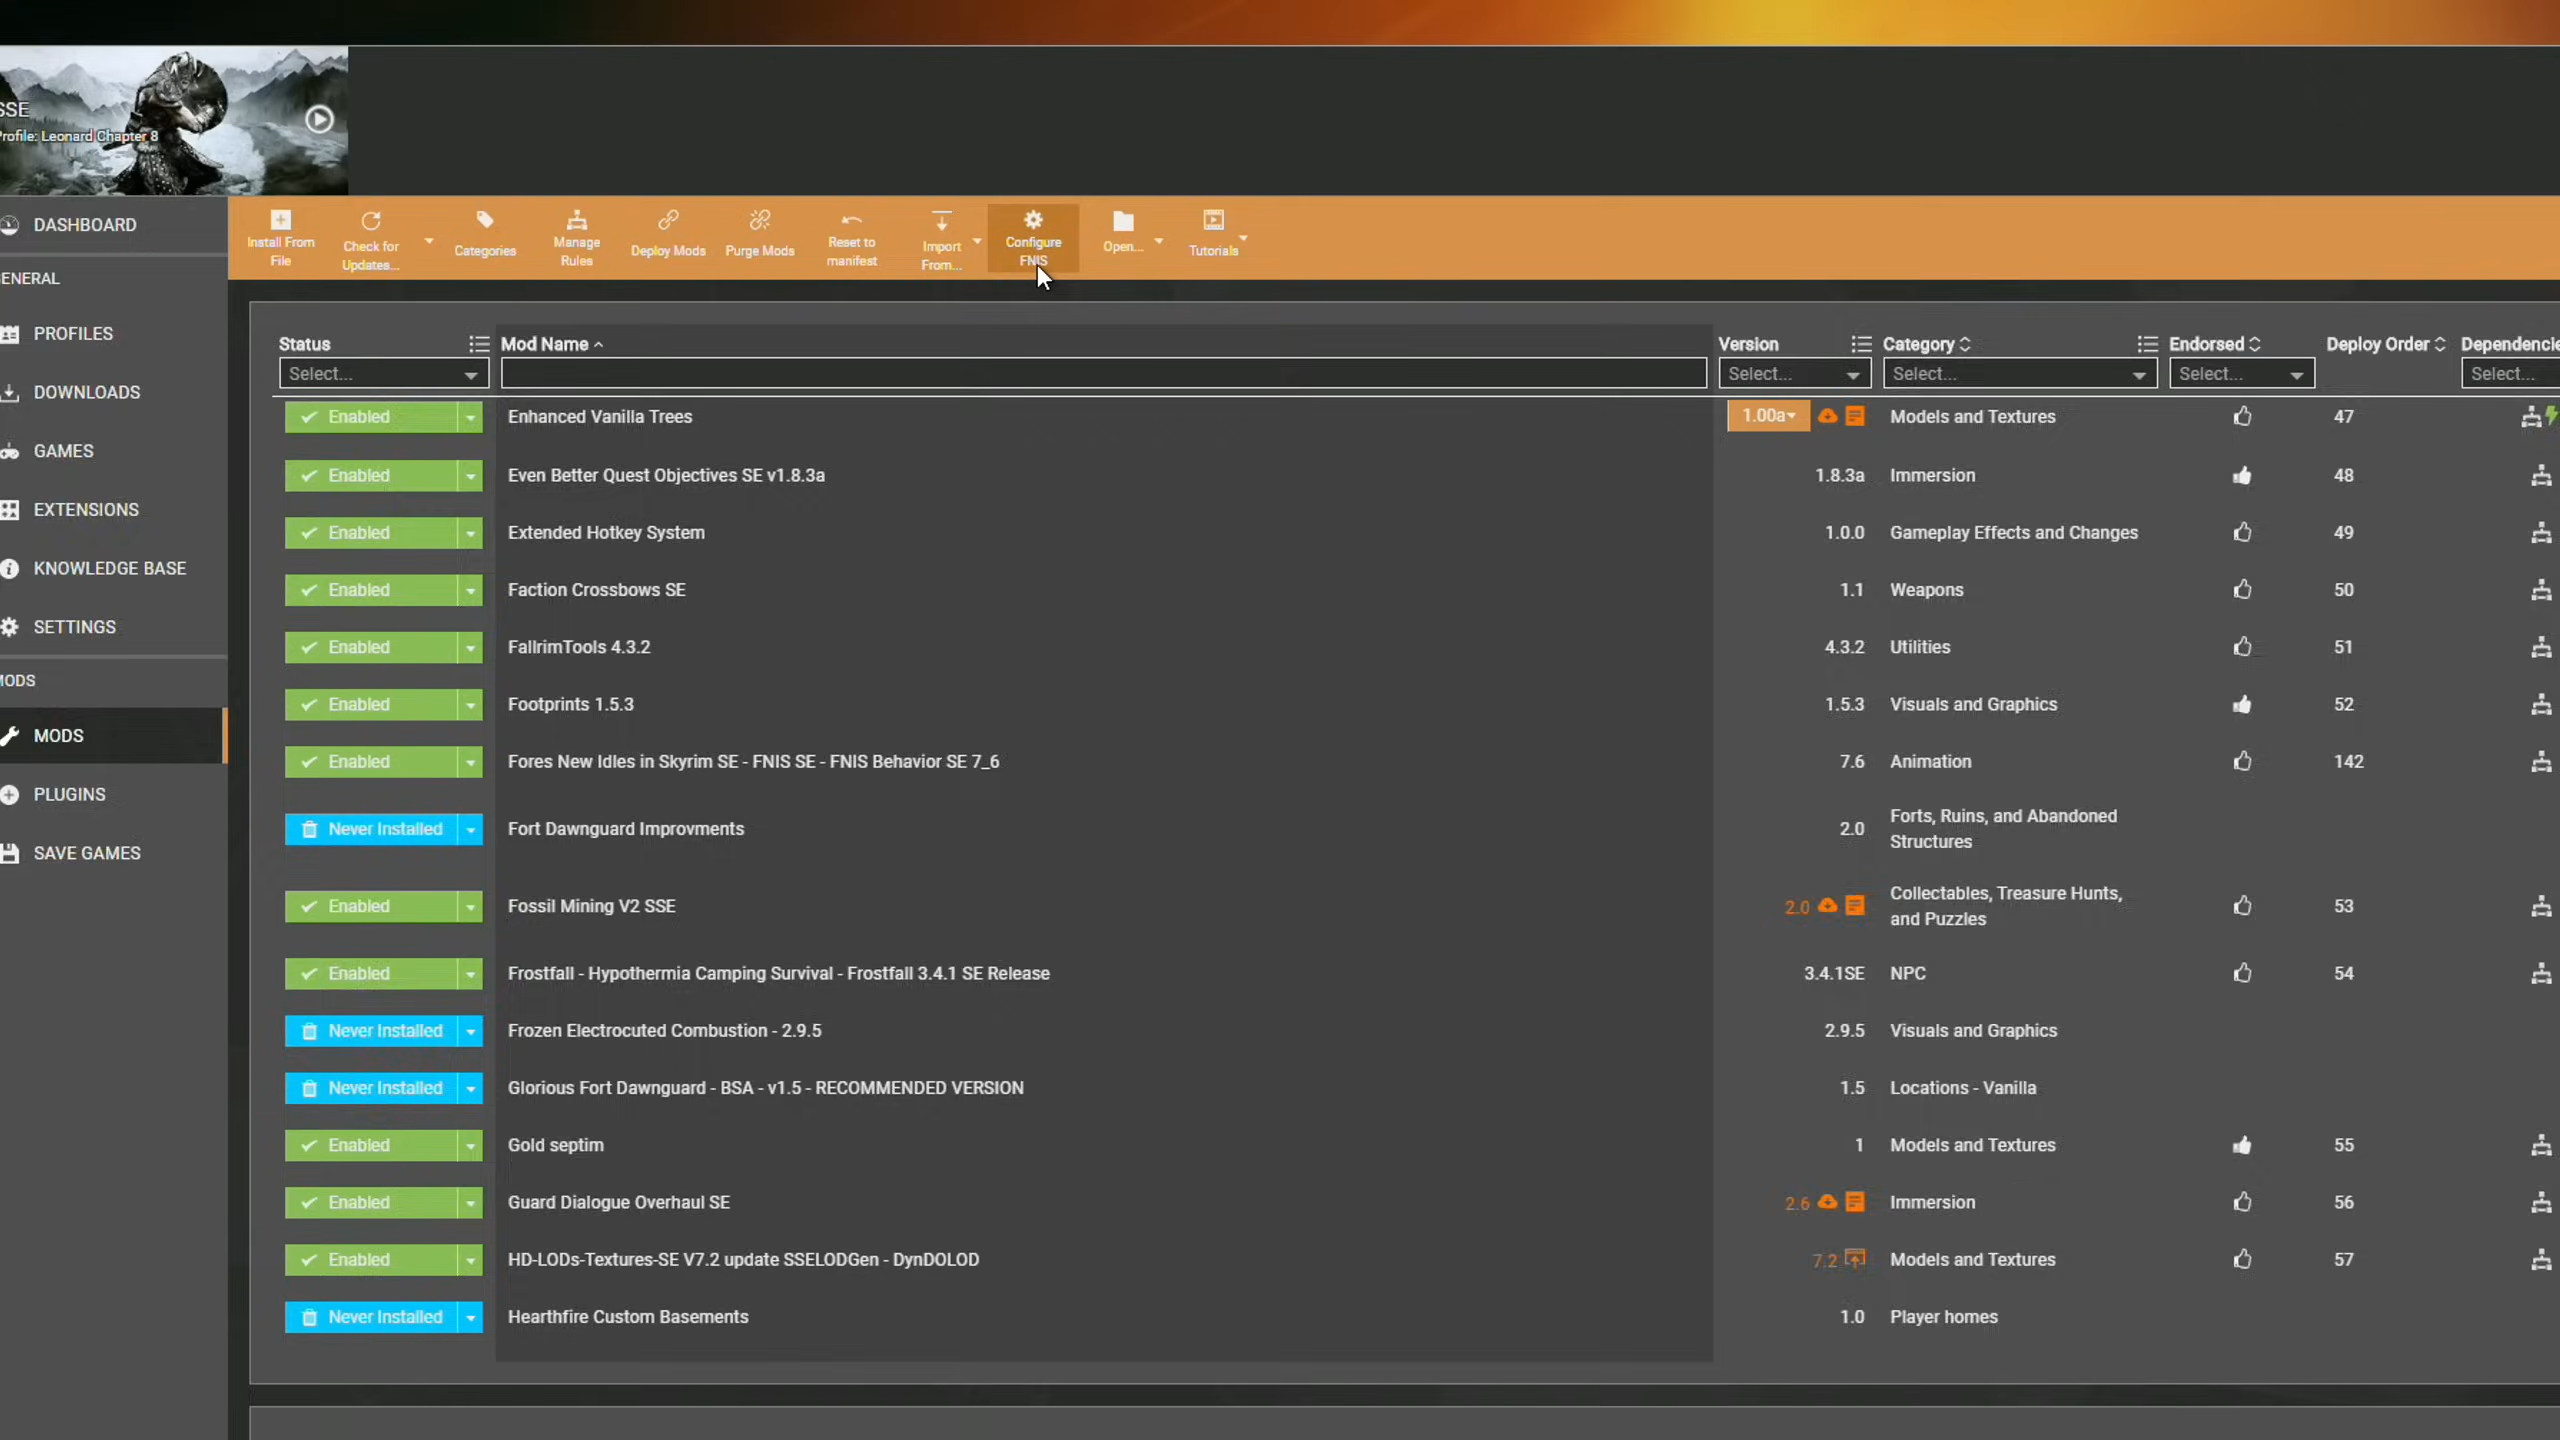 SSE
Profile: Leonard Chapter 8
DASHBOARD
GENERAL
PROFILES
DOWNLOADS
GAMES
EXTENSIONS
KNOWLEDGE BASE
SETTINGS
MODS
MODS
PLUGINS
SAVE GAMES
Install From
File
Check for
Updates...
Categories
Manage
Rules
Deploy Mods
Purge Mods
Reset to
manifest
Import
From...
Configure
FNIS
Open...
Tutorials
Status Mod Name Version Category Endorsed Deploy Order Dependencie
Select... Select... Select... Select... Select...
Enabled Enhanced Vanilla Trees 1.00a Models and Textures 47
Enabled Even Better Quest Objectives SE v1.8.3a 1.8.3a Immersion 48
Enabled Extended Hotkey System 1.0.0 Gameplay Effects and Changes 49
Enabled Faction Crossbows SE 1.1 Weapons 50
Enabled FallrimTools 4.3.2 4.3.2 Utilities 51
Enabled Footprints 1.5.3 1.5.3 Visuals and Graphics 52
Enabled Fores New Idles in Skyrim SE - FNIS SE - FNIS Behavior SE 7_6 7.6 Animation 142
Never Installed Fort Dawnguard Improvments 2.0 Forts, Ruins, and Abandoned
Structures
Enabled Fossil Mining V2 SSE 2.0 Collectables, Treasure Hunts,
and Puzzles 53
Enabled Frostfall - Hypothermia Camping Survival - Frostfall 3.4.1 SE Release 3.4.1SE NPC 54
Never Installed Frozen Electrocuted Combustion - 2.9.5 2.9.5 Visuals and Graphics
Never Installed Glorious Fort Dawnguard - BSA - v1.5 - RECOMMENDED VERSION 1.5 Locations - Vanilla
Enabled Gold septim 1 Models and Textures 55
Enabled Guard Dialogue Overhaul SE 2.6 Immersion 56
Enabled HD-LODs-Textures-SE V7.2 update SSELODGen - DynDOLOD 7.2 Models and Textures 57
Never Installed Hearthfire Custom Basements 1.0 Player homes